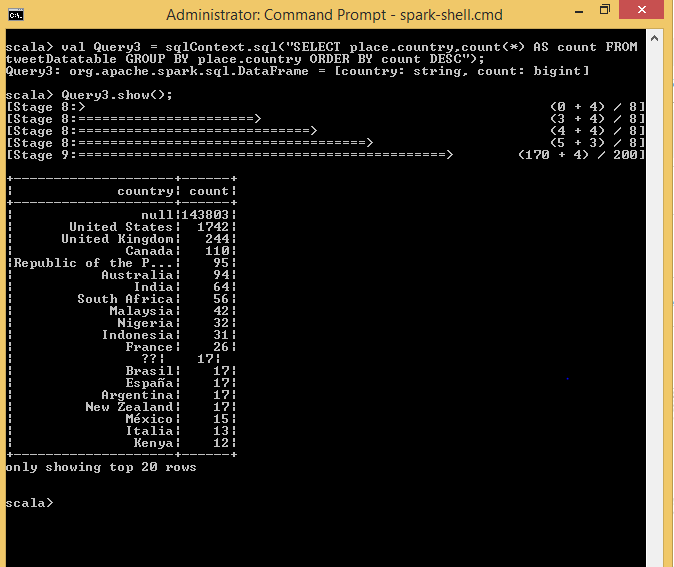 Administrator: Command Prompt - spark-shell.cmd
scala> val Query3 = sqlContext.sql("SELECT place.country,count(*) AS count FROM
tweetDatatable GROUP BY place.country ORDER BY count DESC");
Query3: org.apache.spark.sql.DataFrame = [country: string, count: bigint]
scala> Query3.show();
[Stage 8:> (0 + 4) / 8]
[Stage 8:======================> (3 + 4) / 8]
[Stage 8:=============================> (4 + 4) / 8]
[Stage 8:====================================> (5 + 3) / 8]
[Stage 9:==============================================> (170 + 4) / 200]
+--------------------+------+
¦ country¦ count¦
+--------------------+------+
¦ null¦143803¦
¦ United States¦ 1742¦
¦ United Kingdom¦ 244¦
¦ Canada¦ 110¦
¦Republic of the P...¦ 95¦
¦ Australia¦ 94¦
¦ India¦ 64¦
¦ South Africa¦ 56¦
¦ Malaysia¦ 42¦
¦ Nigeria¦ 32¦
¦ Indonesia¦ 31¦
¦ France¦ 26¦
¦ ??¦ 17¦
¦ Brasil¦ 17¦
¦ España¦ 17¦
¦ Argentina¦ 17¦
¦ New Zealand¦ 17¦
¦ México¦ 15¦
¦ Italia¦ 13¦
¦ Kenya¦ 12¦
+--------------------+------+
only showing top 20 rows
scala>